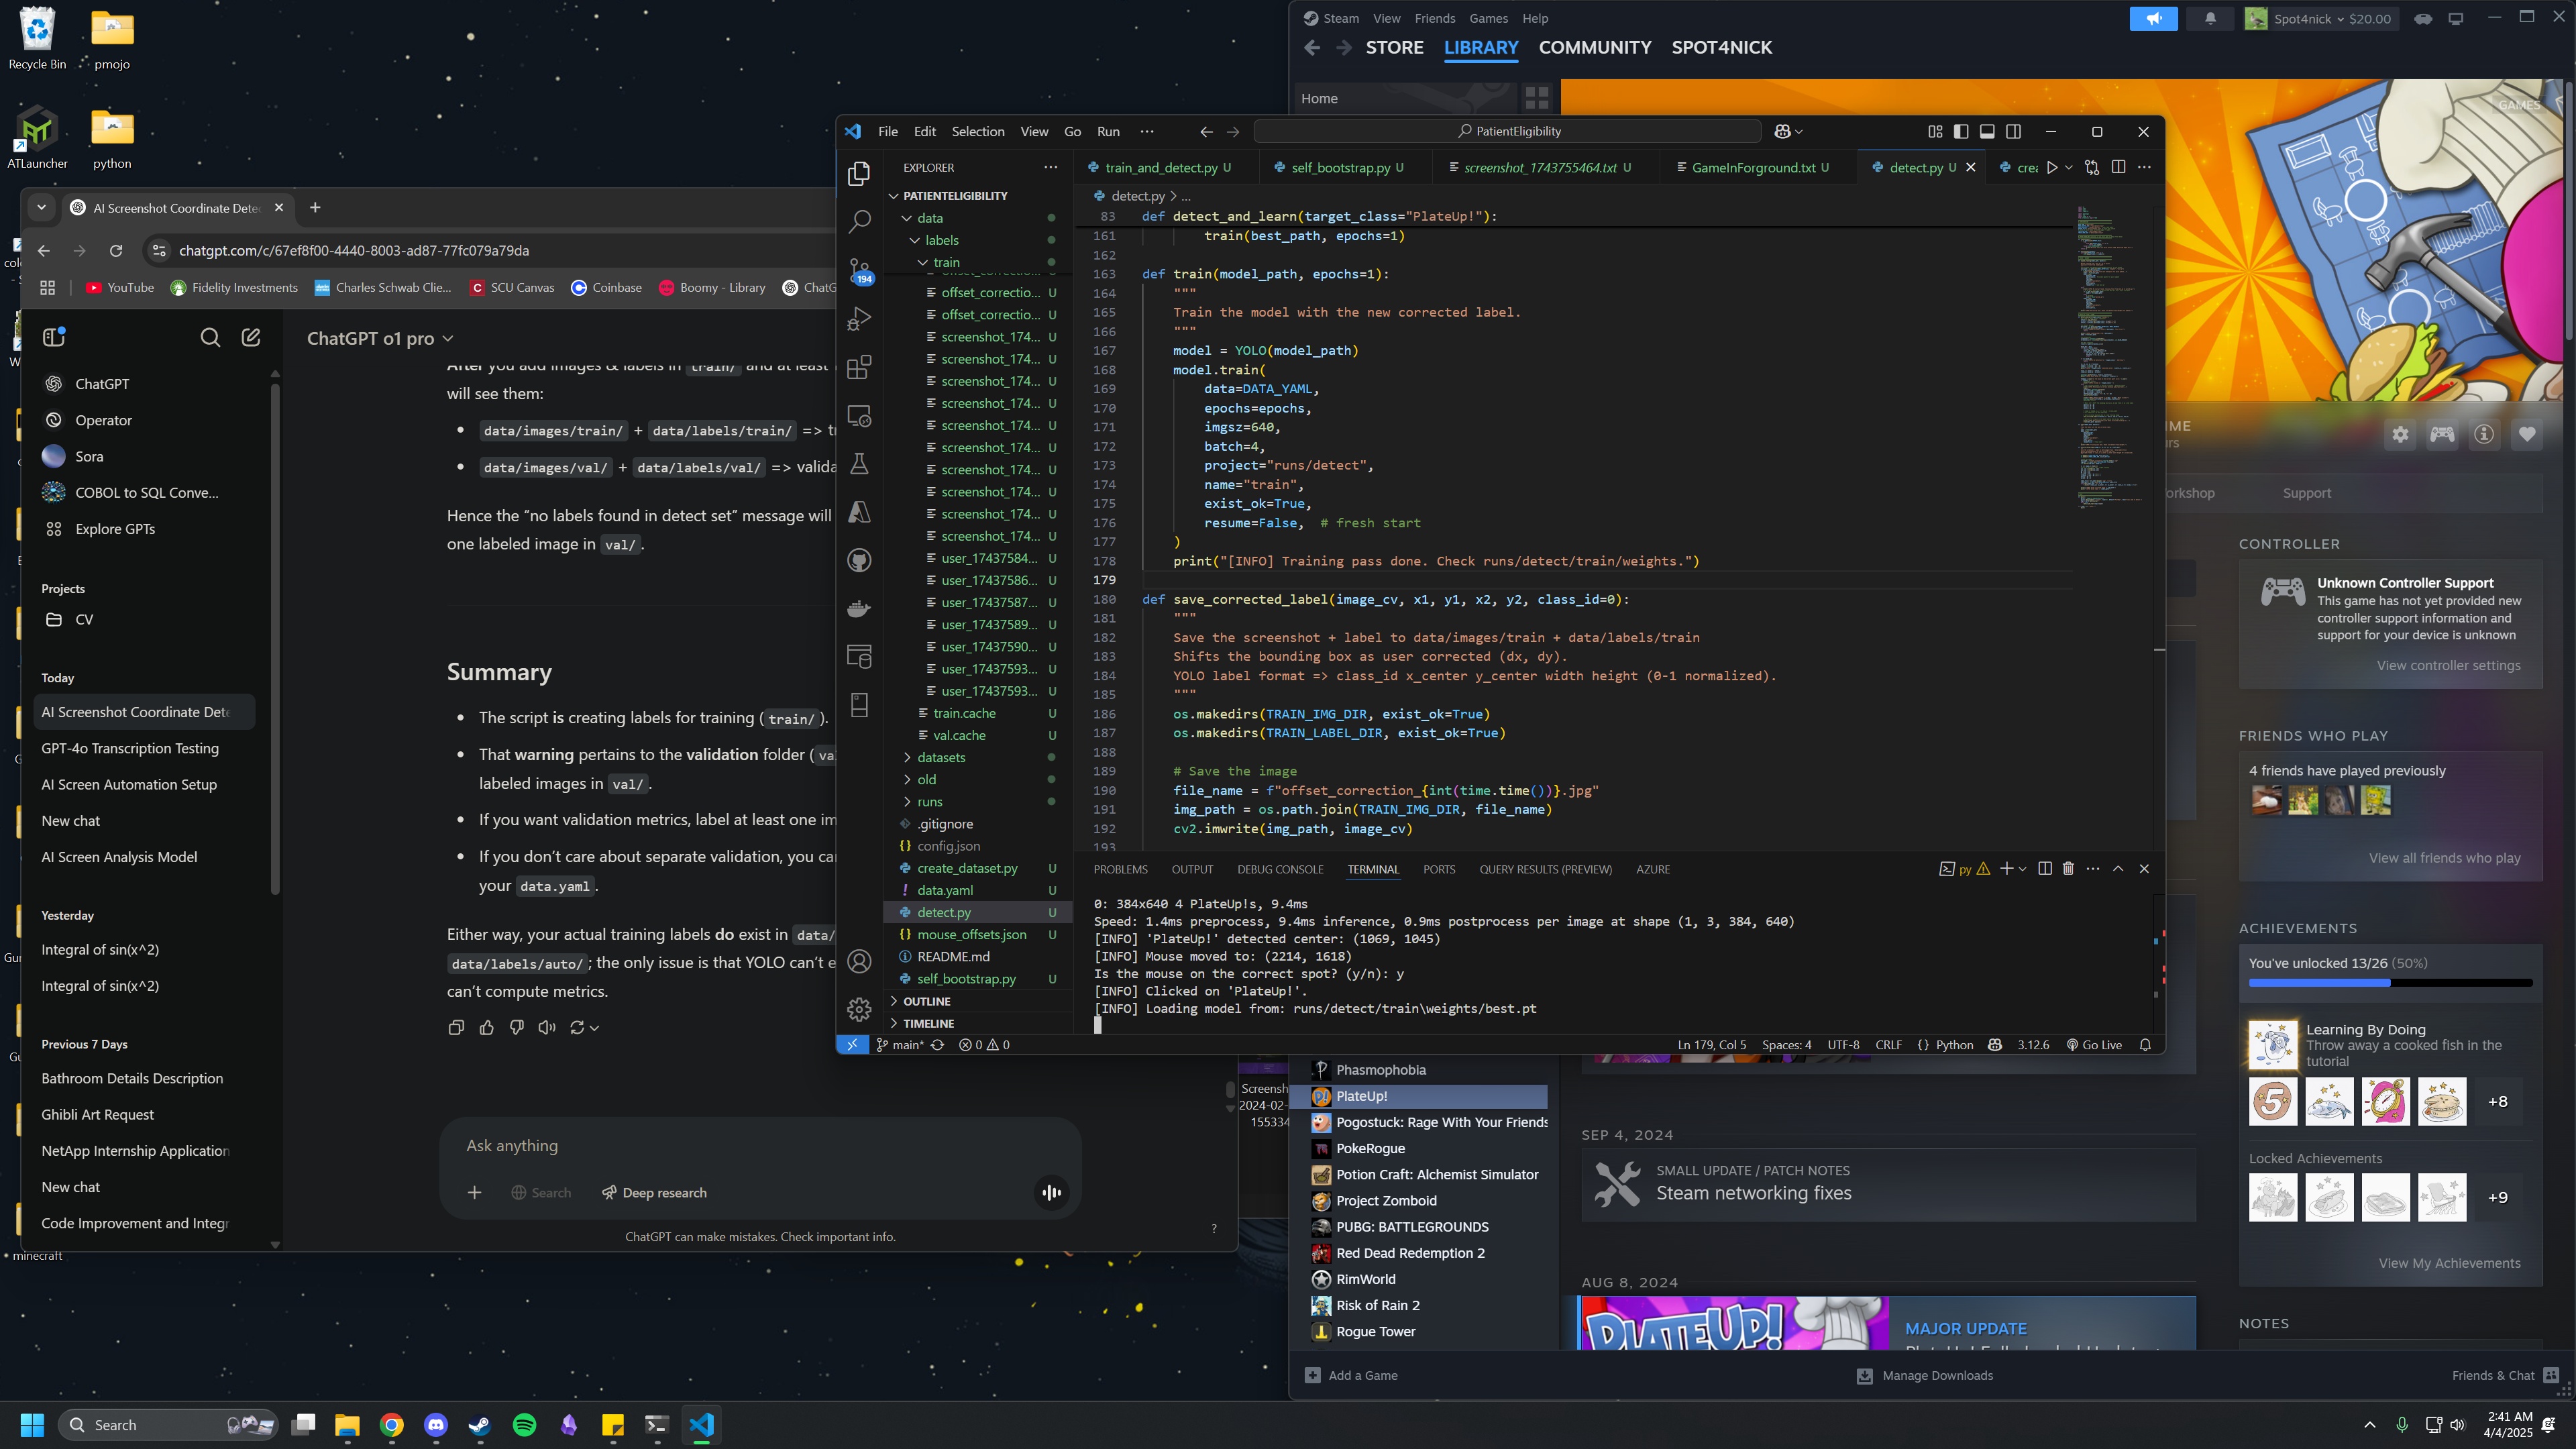 Recycle Bin
pmojo
ATLauncher
python
minecraft
AI Screenshot Coordinate Dete
chatgpt.com/c/67ef8f00-4440-8003-ad87-77fc079a79da
YouTube
Fidelity Investments
Charles Schwab Clie...
SCU Canvas
Coinbase
Boomy - Library
ChatG
ChatGPT
Operator
Sora
COBOL to SQL Conve...
Explore GPTs
Projects
CV
Today
AI Screenshot Coordinate Dete
GPT-4o Transcription Testing
AI Screen Automation Setup
New chat
AI Screen Analysis Model
Yesterday
Integral of sin(x^2)
Integral of sin(x^2)
Previous 7 Days
Bathroom Details Description
Ghibli Art Request
NetApp Internship Application
New chat
Code Improvement and Integr
ChatGPT o1 pro
After you add images & labels in train/ and at least
will see them:
• data/images/train/ + data/labels/train/ => tr
• data/images/val/ + data/labels/val/ => valida
Hence the “no labels found in detect set” message will
one labeled image in val/.
Summary
• The script is creating labels for training (train/).
• That warning pertains to the validation folder (va
labeled images in val/.
• If you want validation metrics, label at least one im
• If you don’t care about separate validation, you ca
your data.yaml.
Either way, your actual training labels do exist in data/
data/labels/auto/; the only issue is that YOLO can’t e
can’t compute metrics.
Ask anything
Search
Deep research
ChatGPT can make mistakes. Check important info.
?
Screensh
2024-02-
155334
File Edit Selection View Go Run ···
PatientEligibility
EXPLORER
PATIENTELIGIBILITY
data
labels
train
offset_correctio... U
offset_correctio... U
offset_correctio... U
screenshot_174... U
screenshot_174... U
screenshot_174... U
screenshot_174... U
screenshot_174... U
screenshot_174... U
screenshot_174... U
screenshot_174... U
screenshot_174... U
screenshot_174... U
user_17437584... U
user_17437586... U
user_17437587... U
user_17437589... U
user_17437590... U
user_17437593... U
user_17437593... U
train.cache U
val.cache U
datasets
old
runs
.gitignore
config.json
create_dataset.py U
data.yaml U
detect.py U
mouse_offsets.json U
README.md
self_bootstrap.py U
OUTLINE
TIMELINE
194
train_and_detect.py U
self_bootstrap.py U
screenshot_1743755464.txt U
GameInForground.txt U
detect.py U
crea
detect.py > ...
83 def detect_and_learn(target_class="PlateUp!"):
161 train(best_path, epochs=1)
162
163 def train(model_path, epochs=1):
164 """
165 Train the model with the new corrected label.
166 """
167 model = YOLO(model_path)
168 model.train(
169 data=DATA_YAML,
170 epochs=epochs,
171 imgsz=640,
172 batch=4,
173 project="runs/detect",
174 name="train",
175 exist_ok=True,
176 resume=False, # fresh start
177 )
178 print("[INFO] Training pass done. Check runs/detect/train/weights.")
179
180 def save_corrected_label(image_cv, x1, y1, x2, y2, class_id=0):
181 """
182 Save the screenshot + label to data/images/train + data/labels/train
183 Shifts the bounding box as user corrected (dx, dy).
184 YOLO label format => class_id x_center y_center width height (0-1 normalized).
185 """
186 os.makedirs(TRAIN_IMG_DIR, exist_ok=True)
187 os.makedirs(TRAIN_LABEL_DIR, exist_ok=True)
188
189 # Save the image
190 file_name = f"offset_correction_{int(time.time())}.jpg"
191 img_path = os.path.join(TRAIN_IMG_DIR, file_name)
192 cv2.imwrite(img_path, image_cv)
193
PROBLEMS OUTPUT DEBUG CONSOLE TERMINAL PORTS QUERY RESULTS (PREVIEW) AZURE
py
0: 384x640 4 PlateUp!s, 9.4ms
Speed: 1.4ms preprocess, 9.4ms inference, 0.9ms postprocess per image at shape (1, 3, 384, 640)
[INFO] 'PlateUp!' detected center: (1069, 1045)
[INFO] Mouse moved to: (2214, 1618)
Is the mouse on the correct spot? (y/n): y
[INFO] Clicked on 'PlateUp!'.
[INFO] Loading model from: runs/detect/train\weights/best.pt
main* 0 0
Ln 179, Col 5 Spaces: 4 UTF-8 CRLF {} Python 3.12.6 Go Live
Steam View Friends Games Help
Spot4nick $20.00
STORE LIBRARY COMMUNITY SPOT4NICK
Home
GAMES
Support
CONTROLLER
Unknown Controller Support
This game has not yet provided new
controller support information and
support for your device is unknown
View controller settings
FRIENDS WHO PLAY
4 friends have played previously
View all friends who play
ACHIEVEMENTS
You've unlocked 13/26 (50%)
Learning By Doing
Throw away a cooked fish in the
tutorial
5
+8
Locked Achievements
+9
View My Achievements
NOTES
Phasmophobia
PlateUp!
Pogostuck: Rage With Your Friends
PokeRogue
Potion Craft: Alchemist Simulator
Project Zomboid
PUBG: BATTLEGROUNDS
Red Dead Redemption 2
RimWorld
Risk of Rain 2
Rogue Tower
SEP 4, 2024
SMALL UPDATE / PATCH NOTES
Steam networking fixes
AUG 8, 2024
PLATEUP!
MAJOR UPDATE
Add a Game
Manage Downloads
Friends & Chat
Search
2:41 AM
4/4/2025